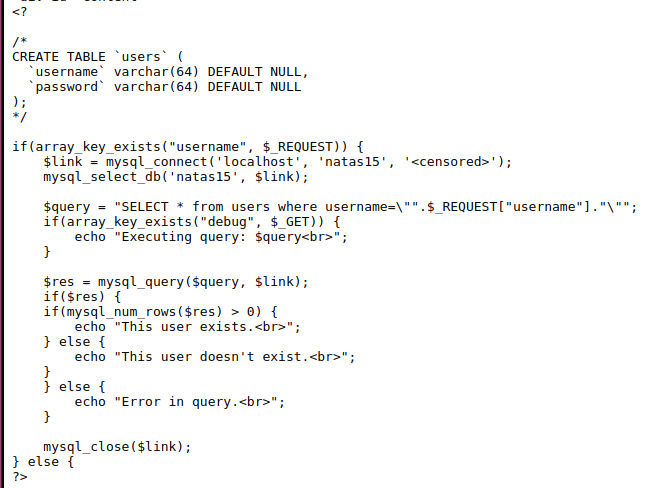 <?
/*
CREATE TABLE `users` (
  `username` varchar(64) DEFAULT NULL,
  `password` varchar(64) DEFAULT NULL
);
*/
if(array_key_exists("username", $_REQUEST)) {
    $link = mysql_connect('localhost', 'natas15', '<censored>');
    mysql_select_db('natas15', $link);
    $query = "SELECT * from users where username=\"".$_REQUEST["username"]."\"";
    if(array_key_exists("debug", $_GET)) {
        echo "Executing query: $query<br>";
    }
    $res = mysql_query($query, $link);
    if($res) {
    if(mysql_num_rows($res) > 0) {
        echo "This user exists.<br>";
    } else {
        echo "This user doesn't exist.<br>";
    }
    } else {
        echo "Error in query.<br>";
    }
    mysql_close($link);
} else {
?>